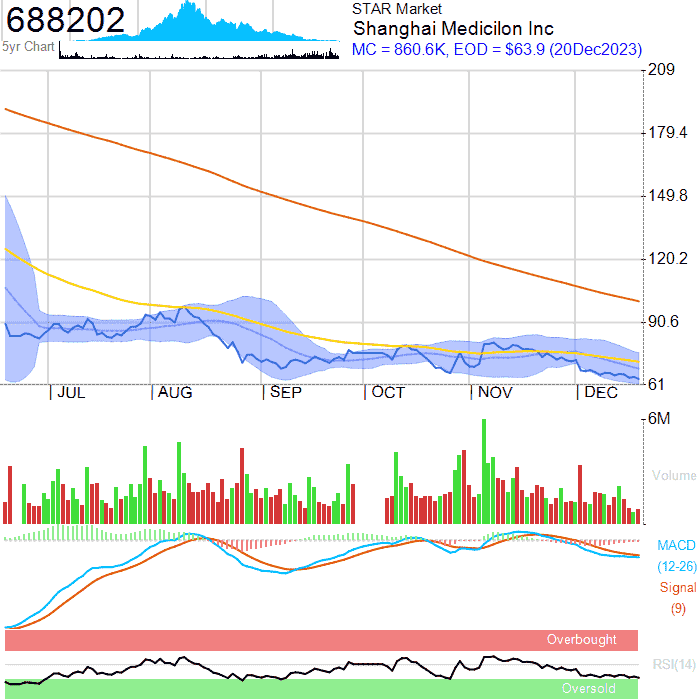 688202
5yr Chart
STAR Market
Shanghai Medicilon Inc
MC = 860.6K, EOD = $63.9 (20Dec2023)
209
179.4
149.8
120.2
90.6
61
JUL
AUG
SEP
OCT
NOV
DEC
6M
Volume
MACD
(12-26)
Signal
(9)
Overbought
RSI(14)
Oversold